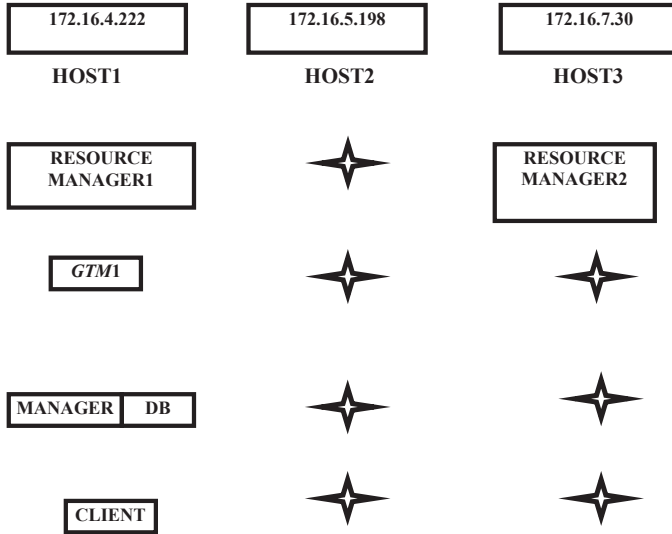 172.16.4.222
172.16.5.198
172.16.7.30
HOST1
HOST2
HOST3
RESOURCE
MANAGER1
RESOURCE
MANAGER2
GTM1
MANAGER
DB
CLIENT